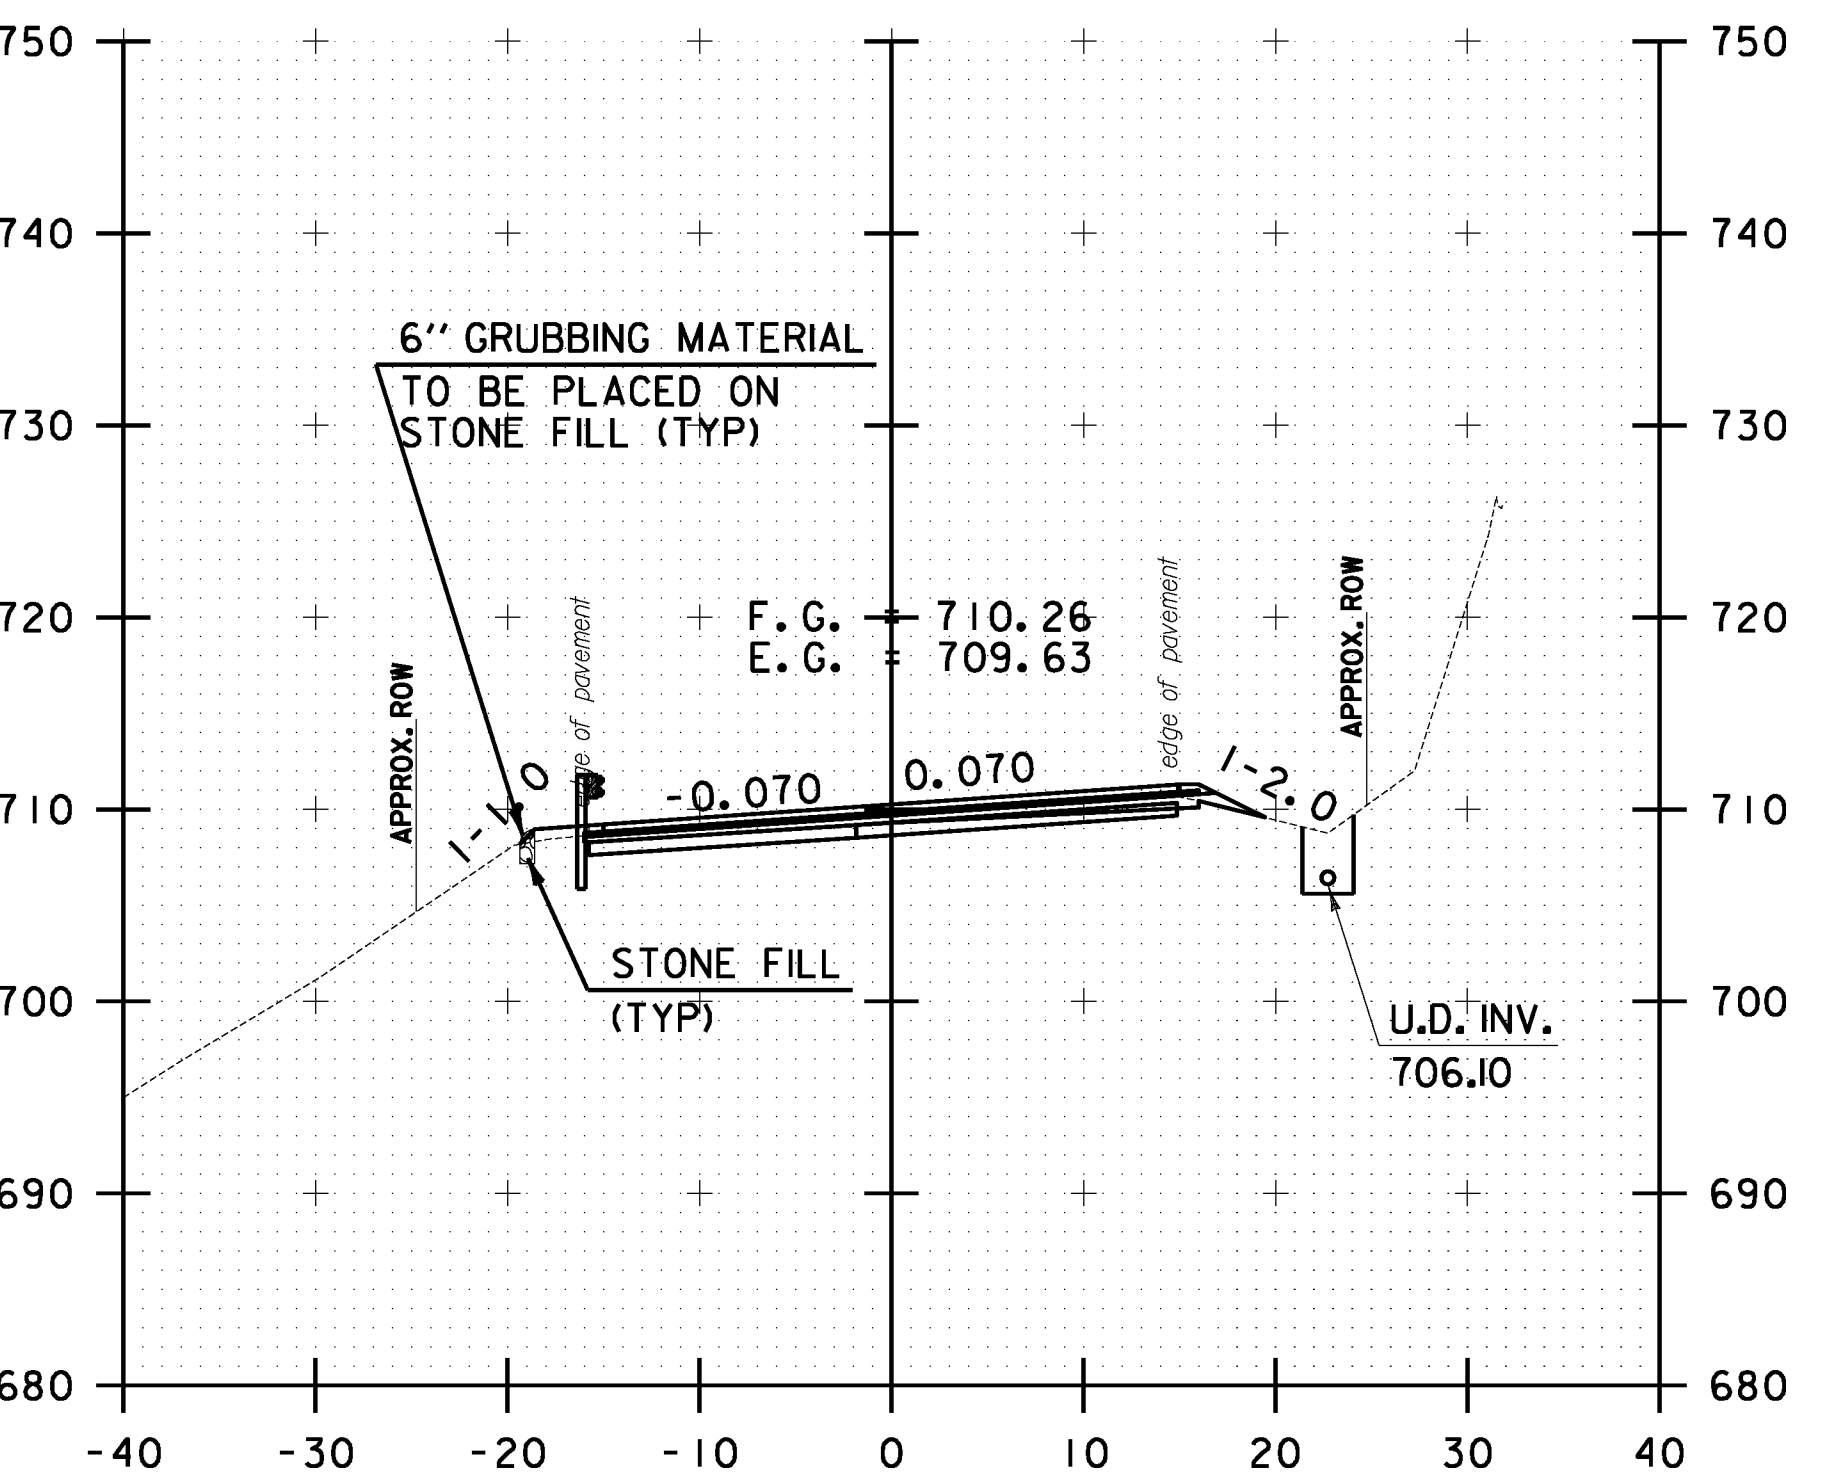 750 750
740 740
6" GRUBBING MATERIAL
TO BE PLACED ON
STONE FILL (TYP)
730 730
720 720
F.G. = 710.26
E.G. = 709.63
edge of pavement
edge of pavement
APPROX. ROW
APPROX. ROW
-0.070 0.070
1-2.0
710 710
STONE FILL
(TYP)
700 700
U.D. INV.
706.10
690 690
680 680
-40 -30 -20 -10 0 10 20 30 40